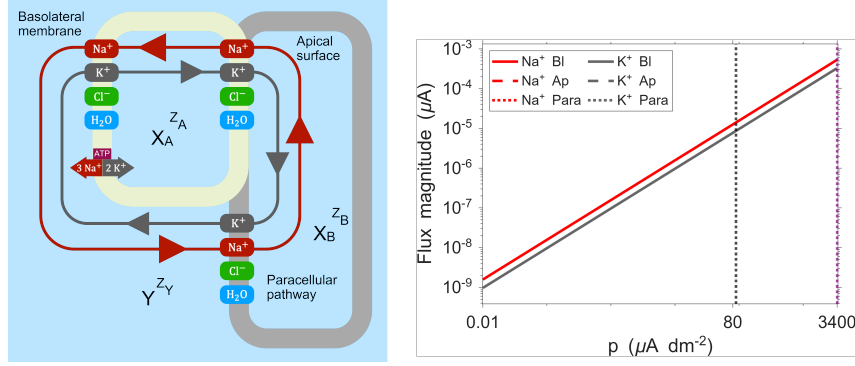 Basolateral
membrane
Apical
surface
Na⁺ Na⁺
K⁺ K⁺
Cl⁻ Cl⁻
H₂O H₂O
X_A^{Z_A}
ATP
3 Na⁺ 2 K⁺
K⁺
Na⁺
Cl⁻
H₂O
X_B^{Z_B}
Y^{Z_Y}
Paracellular
pathway
Flux magnitude (μA)
10⁻³
10⁻⁴
10⁻⁵
10⁻⁶
10⁻⁷
10⁻⁸
10⁻⁹
Na⁺ Bl K⁺ Bl
Na⁺ Ap K⁺ Ap
Na⁺ Para K⁺ Para
0.01 80 3400
p (μA dm⁻²)